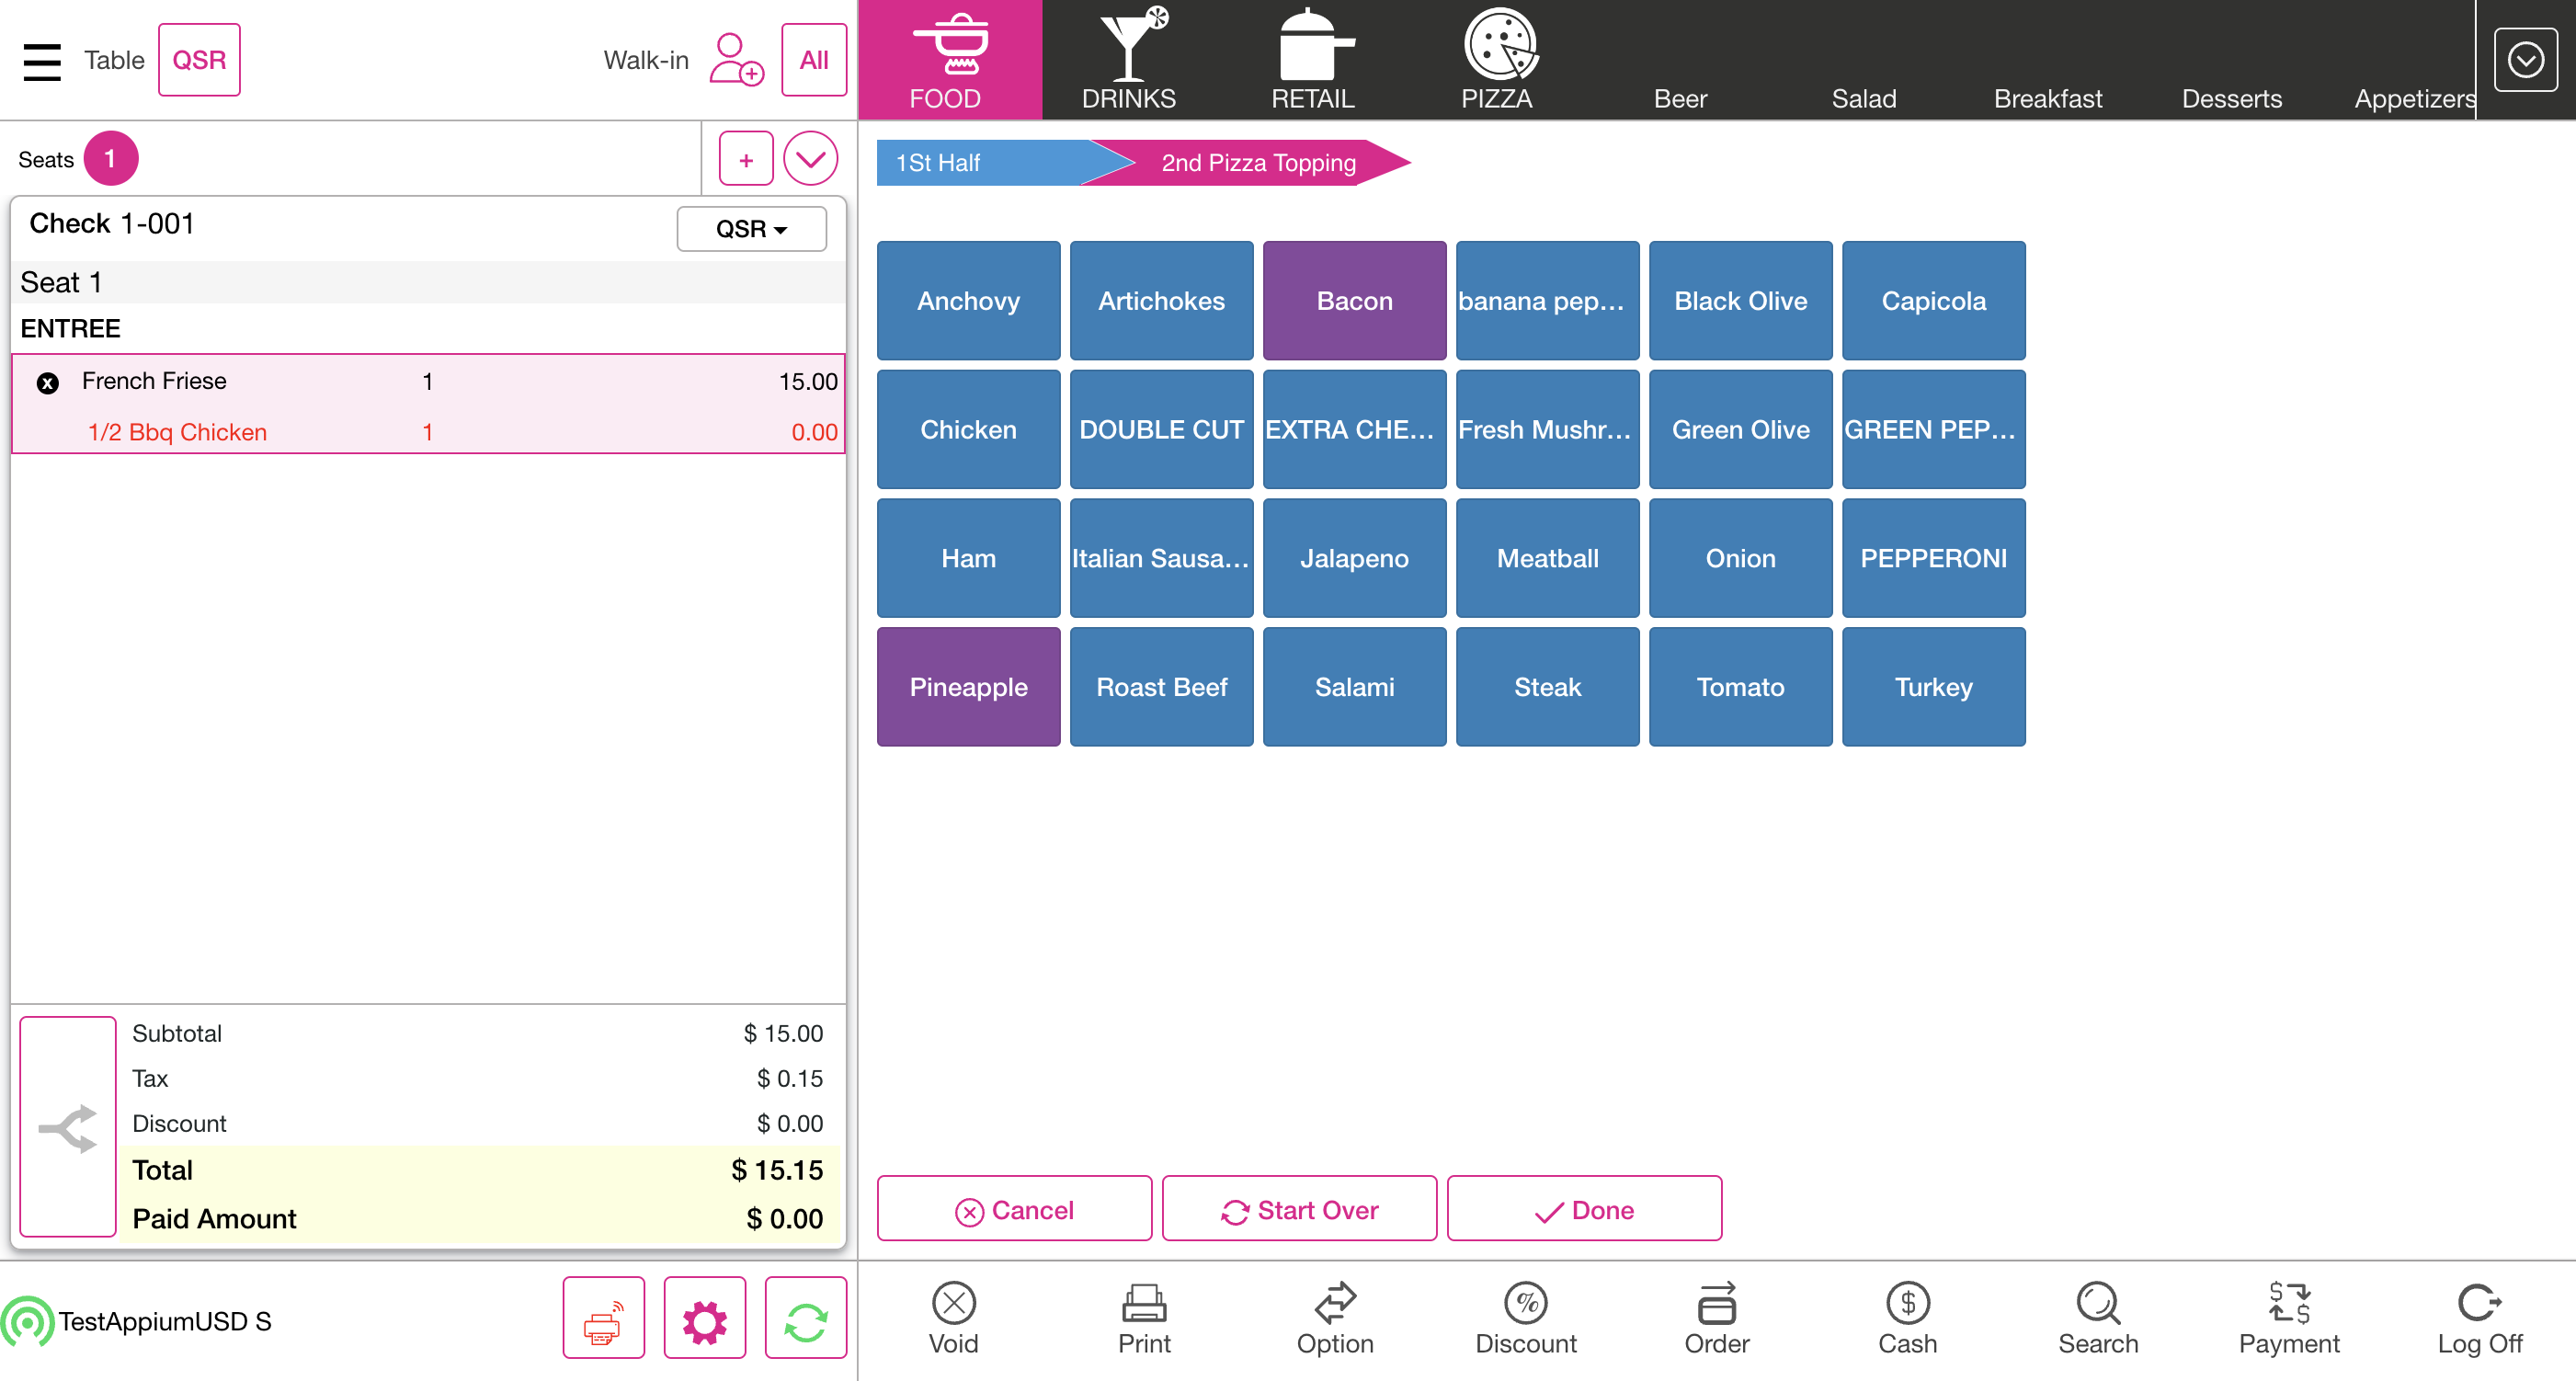 Table QSR Walk-in All
FOOD DRINKS RETAIL PIZZA Beer Salad Breakfast Desserts Appetizers
Seats 1 +
1St Half 2nd Pizza Topping
Check 1-001 QSR
Seat 1
ENTREE
x French Friese 1 15.00
1/2 Bbq Chicken 1 0.00
Anchovy Artichokes Bacon banana pep... Black Olive Capicola
Chicken DOUBLE CUT EXTRA CHE... Fresh Mushr... Green Olive GREEN PEP...
Ham Italian Sausa... Jalapeno Meatball Onion PEPPERONI
Pineapple Roast Beef Salami Steak Tomato Turkey
Subtotal $ 15.00
Tax $ 0.15
Discount $ 0.00
Total $ 15.15
Paid Amount $ 0.00
Cancel Start Over Done
TestAppiumUSD S
Void Print Option Discount Order Cash Search Payment Log Off